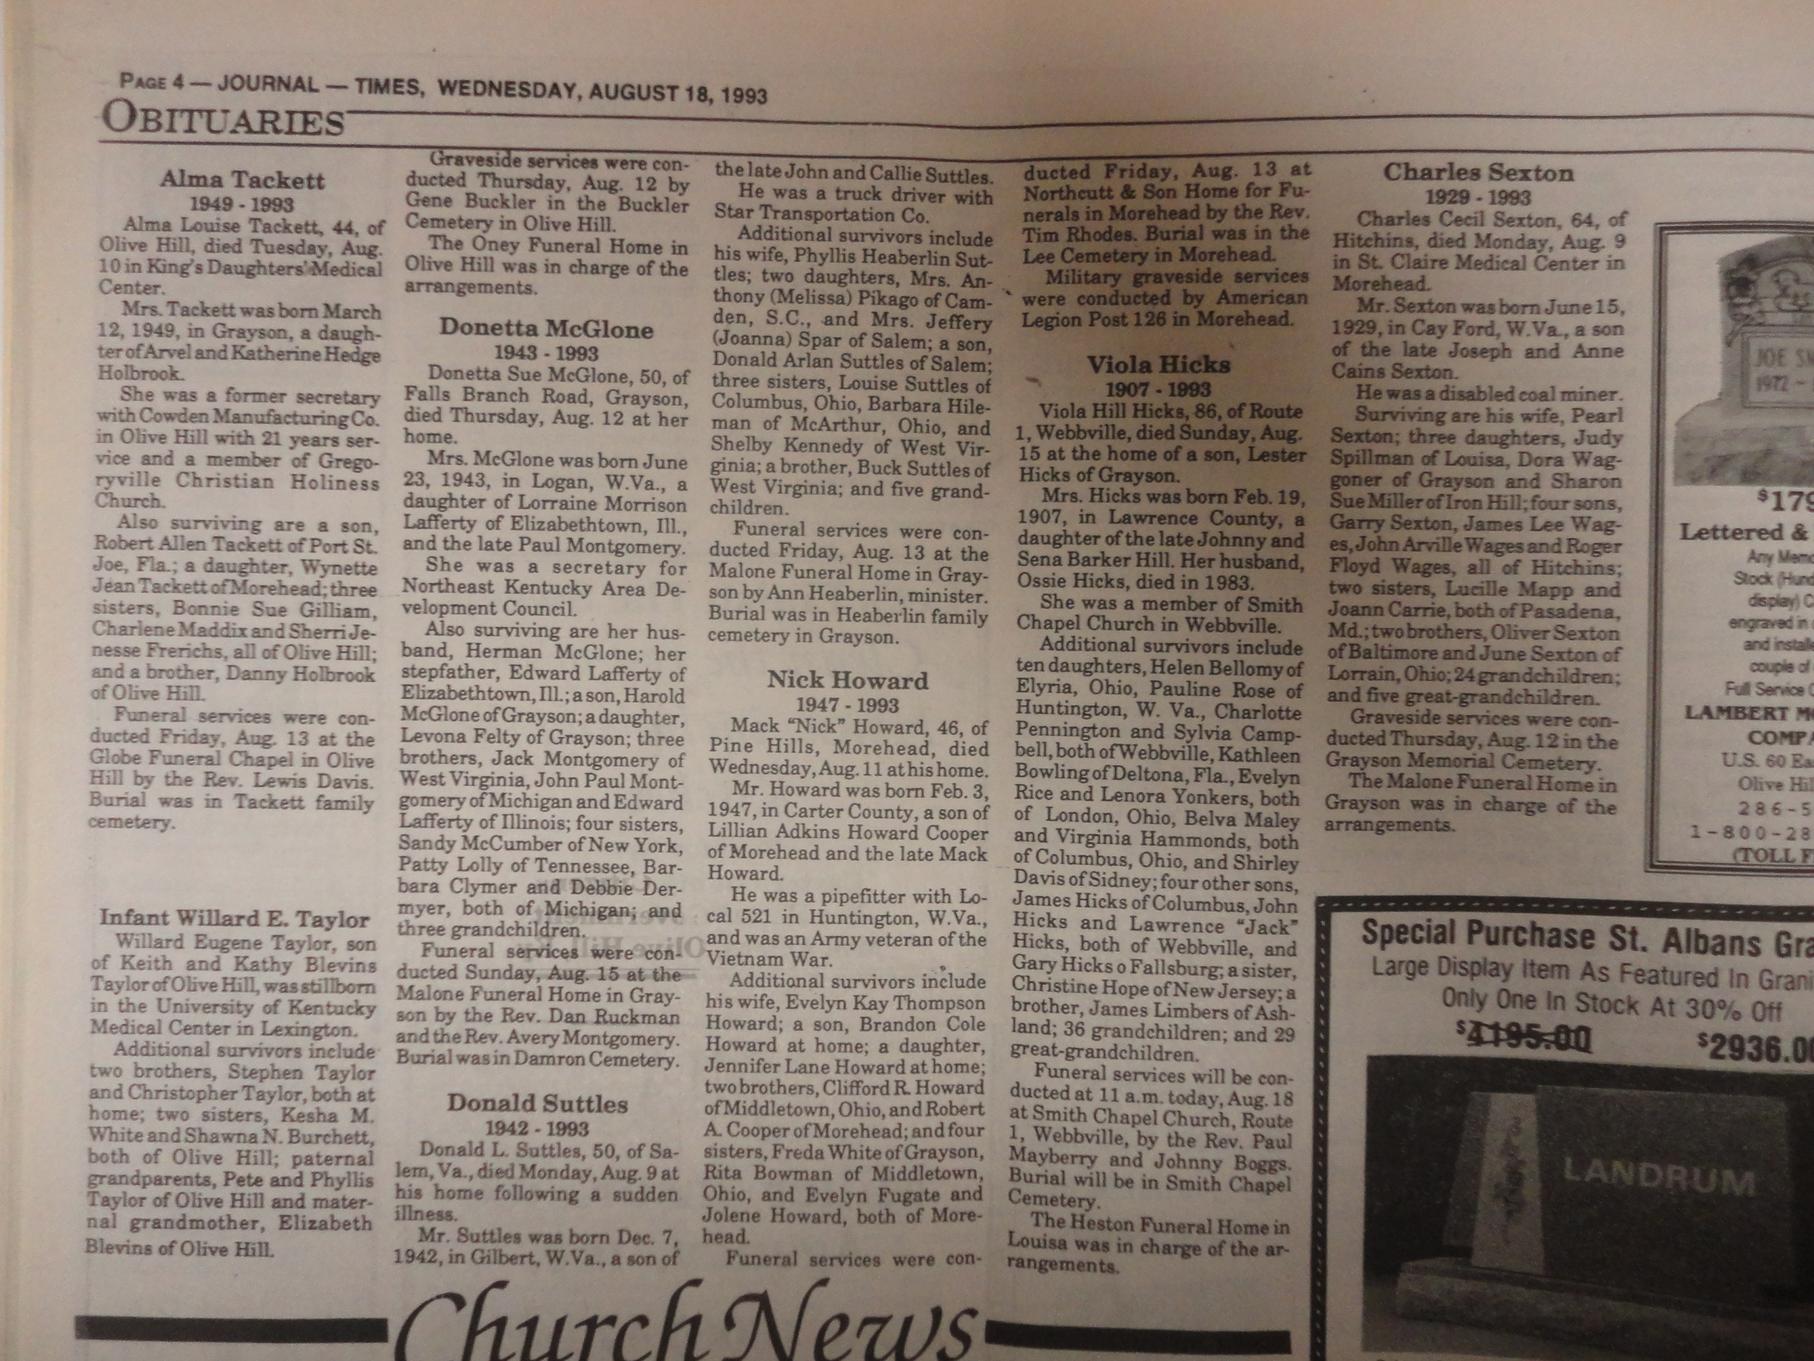 PAGE 4 — JOURNAL — TIMES, WEDNESDAY, AUGUST 18, 1993
OBITUARIES
Alma Tackett
1949 - 1993
Alma Louise Tackett, 44, of
Olive Hill, died Tuesday, Aug.
10 in King's Daughters' Medical
Center.
Mrs. Tackett was born March
12, 1949, in Grayson, a daugh-
ter of Arvel and Katherine Hedge
Holbrook.
She was a former secretary
with Cowden Manufacturing Co.
in Olive Hill with 21 years ser-
vice and a member of Grego-
ryville Christian Holiness
Church.
Also surviving are a son,
Robert Allen Tackett of Port St.
Joe, Fla.; a daughter, Wynette
Jean Tackett of Morehead; three
sisters, Bonnie Sue Gilliam,
Charlene Maddix and Sherri Je-
nesse Frerichs, all of Olive Hill;
and a brother, Danny Holbrook
of Olive Hill.
Funeral services were con-
ducted Friday, Aug. 13 at the
Globe Funeral Chapel in Olive
Hill by the Rev. Lewis Davis.
Burial was in Tackett family
cemetery.
Infant Willard E. Taylor
Willard Eugene Taylor, son
of Keith and Kathy Blevins
Taylor of Olive Hill, was stillborn
in the University of Kentucky
Medical Center in Lexington.
Additional survivors include
two brothers, Stephen Taylor
and Christopher Taylor, both at
home; two sisters, Kesha M.
White and Shawna N. Burchett,
both of Olive Hill; paternal
grandparents, Pete and Phyllis
Taylor of Olive Hill and mater-
nal grandmother, Elizabeth
Blevins of Olive Hill.
Graveside services were con-
ducted Thursday, Aug. 12 by
Gene Buckler in the Buckler
Cemetery in Olive Hill.
The Oney Funeral Home in
Olive Hill was in charge of the
arrangements.
Donetta McGlone
1943 - 1993
Donetta Sue McGlone, 50, of
Falls Branch Road, Grayson,
died Thursday, Aug. 12 at her
home.
Mrs. McGlone was born June
23, 1943, in Logan, W.Va., a
daughter of Lorraine Morrison
Lafferty of Elizabethtown, Ill.,
and the late Paul Montgomery.
She was a secretary for
Northeast Kentucky Area De-
velopment Council.
Also surviving are her hus-
band, Herman McGlone; her
stepfather, Edward Lafferty of
Elizabethtown, Ill.; a son, Harold
McGlone of Grayson; a daughter,
Levona Felty of Grayson; three
brothers, Jack Montgomery of
West Virginia, John Paul Mont-
gomery of Michigan and Edward
Lafferty of Illinois; four sisters,
Sandy McCumber of New York,
Patty Lolly of Tennessee, Bar-
bara Clymer and Debbie Der-
myer, both of Michigan; and
three grandchildren.
Funeral services were con-
ducted Sunday, Aug. 15 at the
Malone Funeral Home in Gray-
son by the Rev. Dan Ruckman
and the Rev. Avery Montgomery.
Burial was in Damron Cemetery.
Donald Suttles
1942 - 1993
Donald L. Suttles, 50, of Sa-
lem, Va., died Monday, Aug. 9 at
his home following a sudden
illness.
Mr. Suttles was born Dec. 7,
1942, in Gilbert, W.Va., a son of
the late John and Callie Suttles.
He was a truck driver with
Star Transportation Co.
Additional survivors include
his wife, Phyllis Heaberlin Sut-
tles; two daughters, Mrs. An-
thony (Melissa) Pikago of Cam-
den, S.C., and Mrs. Jeffery
(Joanna) Spar of Salem; a son,
Donald Arlan Suttles of Salem;
three sisters, Louise Suttles of
Columbus, Ohio, Barbara Hile-
man of McArthur, Ohio, and
Shelby Kennedy of West Vir-
ginia; a brother, Buck Suttles of
West Virginia; and five grand-
children.
Funeral services were con-
ducted Friday, Aug. 13 at the
Malone Funeral Home in Gray-
son by Ann Heaberlin, minister.
Burial was in Heaberlin family
cemetery in Grayson.
Nick Howard
1947 - 1993
Mack "Nick" Howard, 46, of
Pine Hills, Morehead, died
Wednesday, Aug. 11 at his home.
Mr. Howard was born Feb. 3,
1947, in Carter County, a son of
Lillian Adkins Howard Cooper
of Morehead and the late Mack
Howard.
He was a pipefitter with Lo-
cal 521 in Huntington, W.Va.,
and was an Army veteran of the
Vietnam War.
Additional survivors include
his wife, Evelyn Kay Thompson
Howard; a son, Brandon Cole
Howard at home; a daughter,
Jennifer Lane Howard at home;
two brothers, Clifford R. Howard
of Middletown, Ohio, and Robert
A. Cooper of Morehead; and four
sisters, Freda White of Grayson,
Rita Bowman of Middletown,
Ohio, and Evelyn Fugate and
Jolene Howard, both of More-
head.
Funeral services were con-
ducted Friday, Aug. 13 at
Northcutt & Son Home for Fu-
nerals in Morehead by the Rev.
Tim Rhodes. Burial was in the
Lee Cemetery in Morehead.
Military graveside services
were conducted by American
Legion Post 126 in Morehead.
Viola Hicks
1907 - 1993
Viola Hill Hicks, 86, of Route
1, Webbville, died Sunday, Aug.
15 at the home of a son, Lester
Hicks of Grayson.
Mrs. Hicks was born Feb. 19,
1907, in Lawrence County, a
daughter of the late Johnny and
Sena Barker Hill. Her husband,
Ossie Hicks, died in 1983.
She was a member of Smith
Chapel Church in Webbville.
Additional survivors include
ten daughters, Helen Bellomy of
Elyria, Ohio, Pauline Rose of
Huntington, W. Va., Charlotte
Pennington and Sylvia Camp-
bell, both of Webbville, Kathleen
Bowling of Deltona, Fla., Evelyn
Rice and Lenora Yonkers, both
of London, Ohio, Belva Maley
and Virginia Hammonds, both
of Columbus, Ohio, and Shirley
Davis of Sidney; four other sons,
James Hicks of Columbus, John
Hicks and Lawrence "Jack"
Hicks, both of Webbville, and
Gary Hicks o Fallsburg; a sister,
Christine Hope of New Jersey; a
brother, James Limbers of Ash-
land; 36 grandchildren; and 29
great-grandchildren.
Funeral services will be con-
ducted at 11 a.m. today, Aug. 18
at Smith Chapel Church, Route
1, Webbville, by the Rev. Paul
Mayberry and Johnny Boggs.
Burial will be in Smith Chapel
Cemetery.
The Heston Funeral Home in
Louisa was in charge of the ar-
rangements.
Charles Sexton
1929 - 1993
Charles Cecil Sexton, 64, of
Hitchins, died Monday, Aug. 9
in St. Claire Medical Center in
Morehead.
Mr. Sexton was born June 15,
1929, in Cay Ford, W.Va., a son
of the late Joseph and Anne
Cains Sexton.
He was a disabled coal miner.
Surviving are his wife, Pearl
Sexton; three daughters, Judy
Spillman of Louisa, Dora Wag-
goner of Grayson and Sharon
Sue Miller of Iron Hill; four sons,
Garry Sexton, James Lee Wag-
es, John Arville Wages and Roger
Floyd Wages, all of Hitchins;
two sisters, Lucille Mapp and
Joann Carrie, both of Pasadena,
Md.; two brothers, Oliver Sexton
of Baltimore and June Sexton of
Lorrain, Ohio; 24 grandchildren;
and five great-grandchildren.
Graveside services were con-
ducted Thursday, Aug. 12 in the
Grayson Memorial Cemetery.
The Malone Funeral Home in
Grayson was in charge of the
arrangements.
JOE
1972 -
$179
Lettered &
Any
Stock
display)
engraved in
and
couple of
Full Service
LAMBERT
U.S. 60
Olive
286-5
1-800-28
(TOLL
Special Purchase St. Albans
Large Display Item As Featured In
Only One In Stock At 30% Off
$4195.00
$2936.00
LANDRUM
Church News